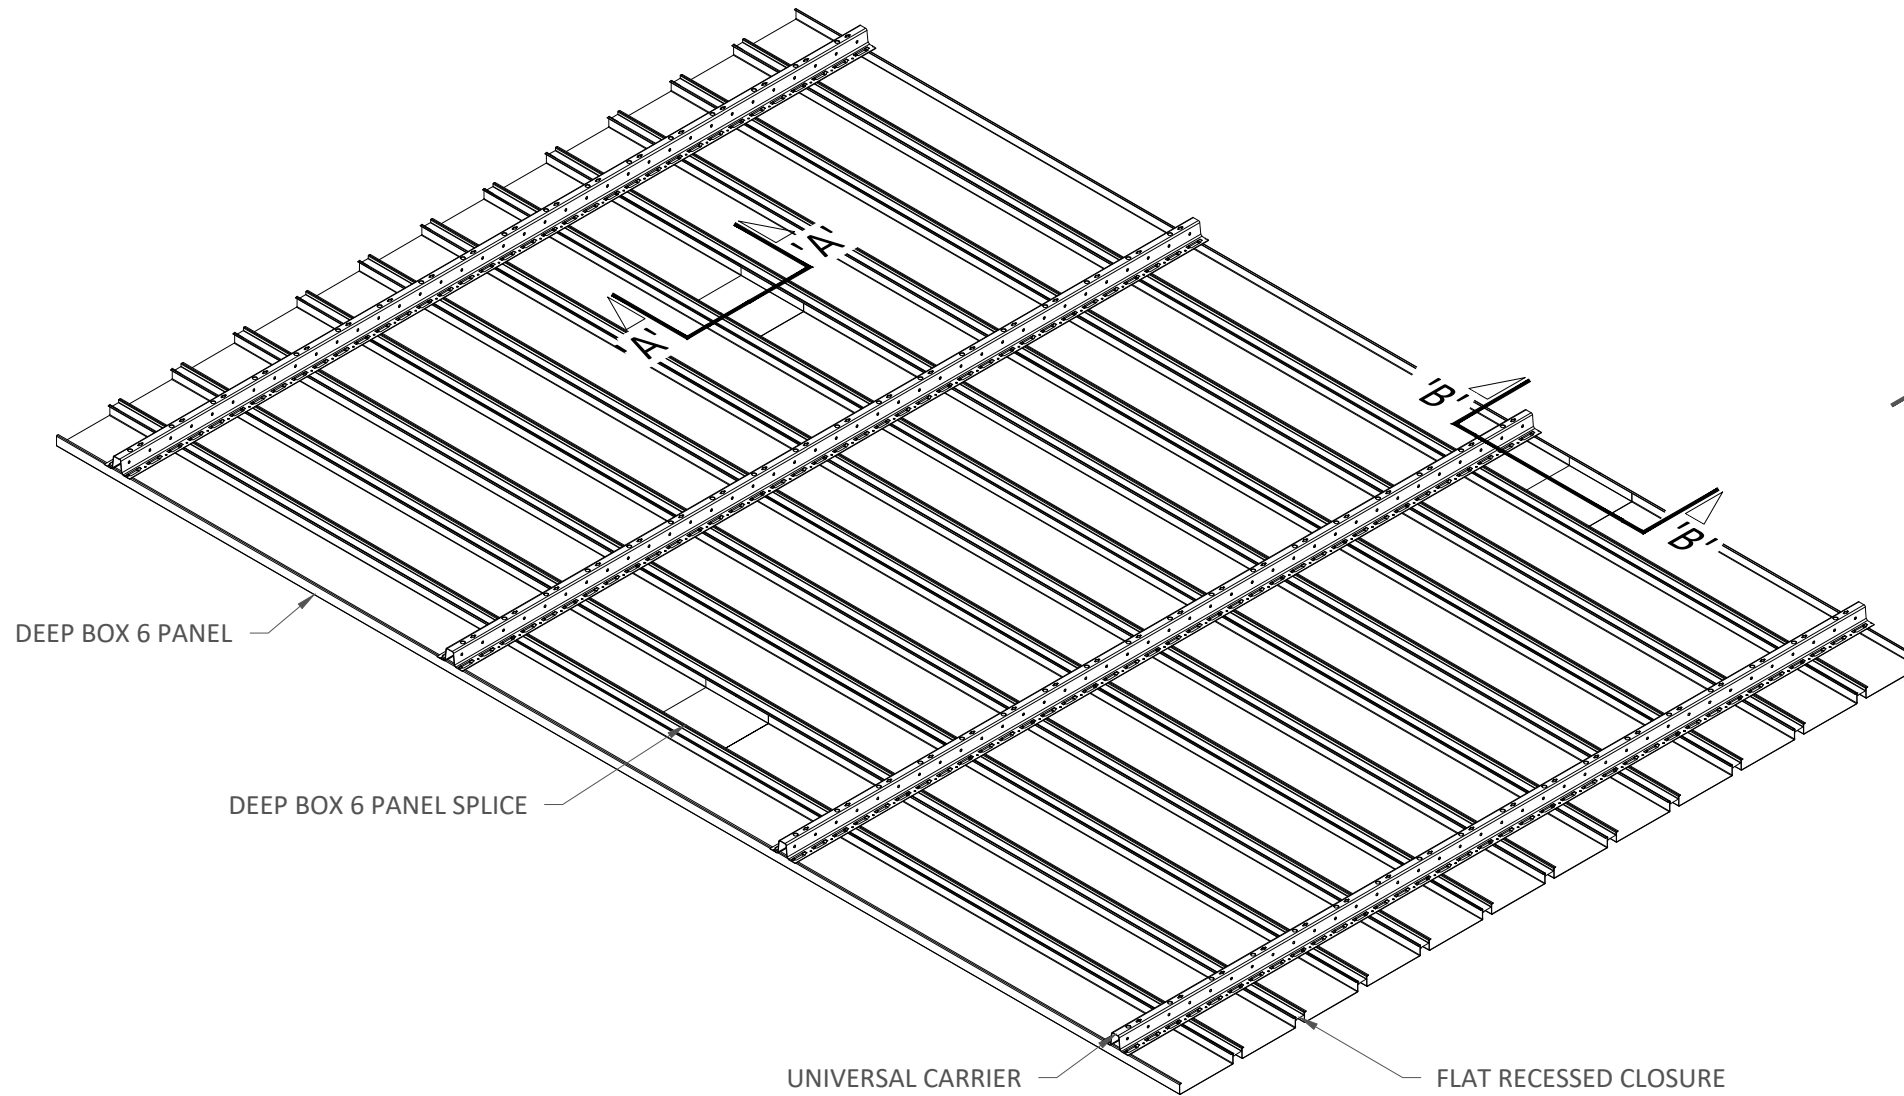 'A'
'A'
'B'
'B'
DEEP BOX 6 PANEL
DEEP BOX 6 PANEL SPLICE
UNIVERSAL CARRIER
FLAT RECESSED CLOSURE